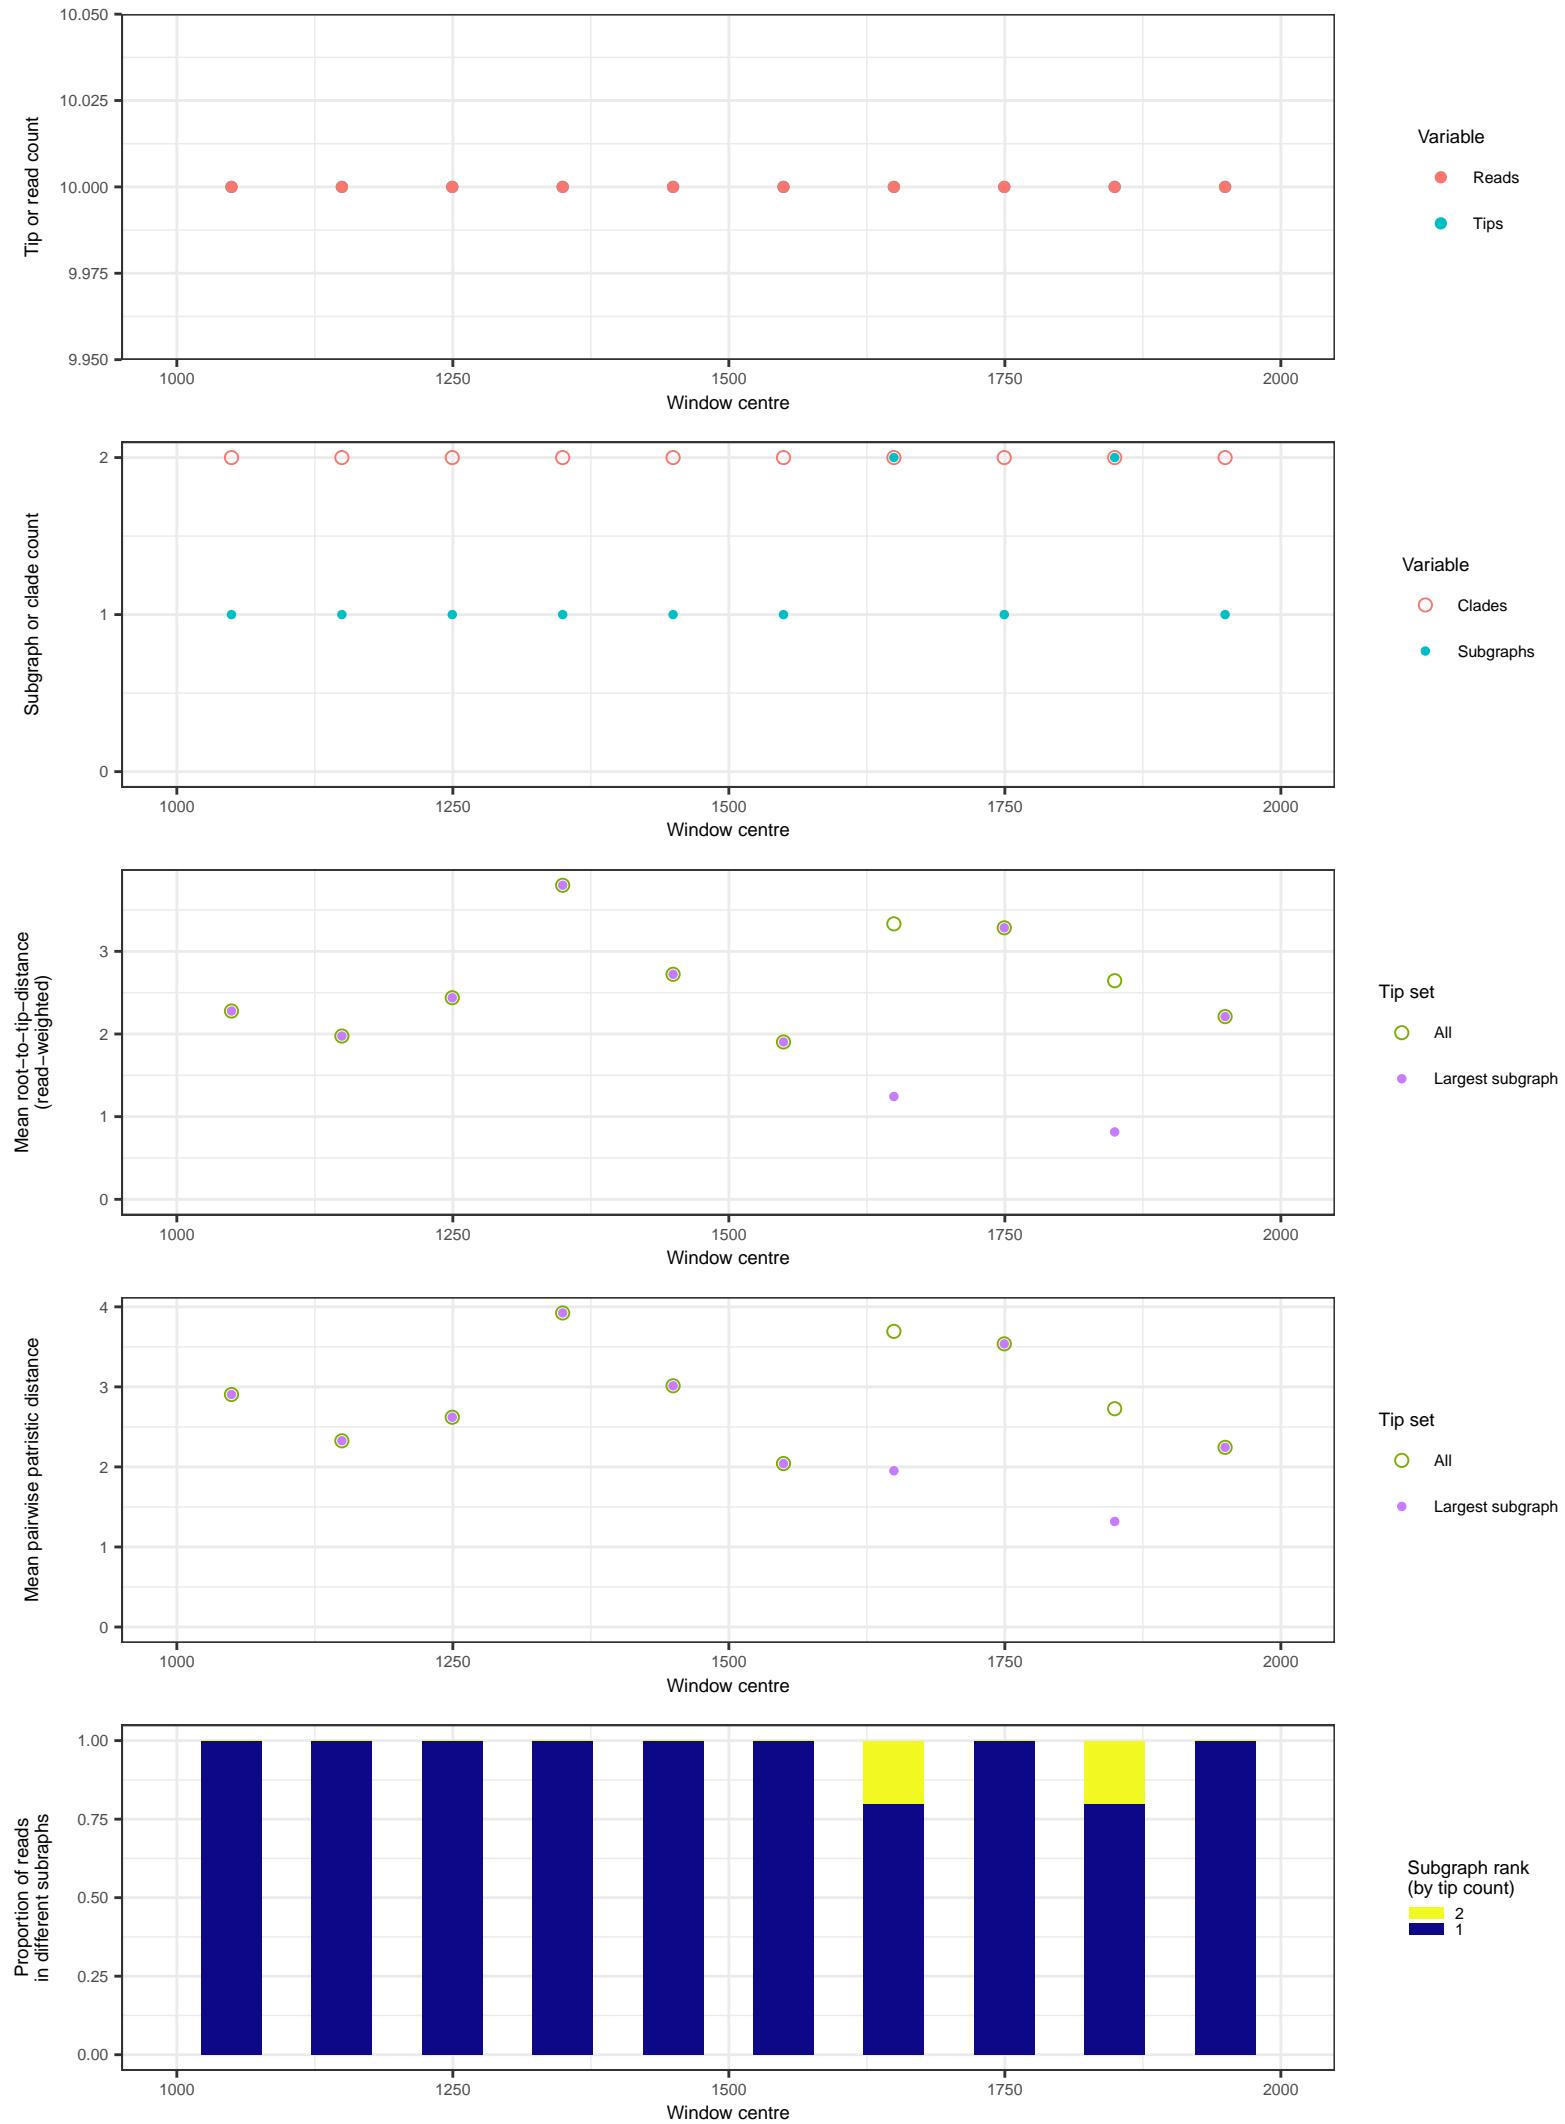 10.050
10.025
10.000
9.975
9.950
Tip or read count
1000 1250 1500 1750 2000
Window centre
Variable
Reads
Tips
2
1
0
Subgraph or clade count
1000 1250 1500 1750 2000
Window centre
Variable
Clades
Subgraphs
3
2
1
0
Mean root−to−tip−distance
(read−weighted)
1000 1250 1500 1750 2000
Window centre
Tip set
All
Largest subgraph
4
3
2
1
0
Mean pairwise patristic distance
1000 1250 1500 1750 2000
Window centre
Tip set
All
Largest subgraph
1.00
0.75
0.50
0.25
0.00
Proportion of reads
in different subraphs
1000 1250 1500 1750 2000
Window centre
Subgraph rank
(by tip count)
2
1